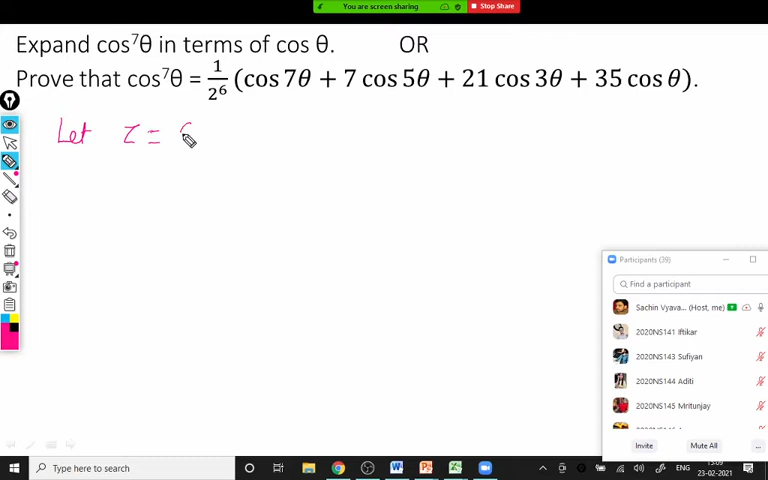 You are screen sharing
Stop Share
Expand cos⁷θ in terms of cos θ. OR
Prove that cos⁷θ = 1/2⁶ (cos 7θ + 7 cos 5θ + 21 cos 3θ + 35 cos θ).
Let z =
Participants (39)
Find a participant
Sachin Vyava... (Host, me)
2020NS141 Iftikar
2020NS143 Sufiyan
2020NS144 Aditi
2020NS145 Mritunjay
Invite
Mute All
...
Type here to search
ENG
13:09
23-02-2021